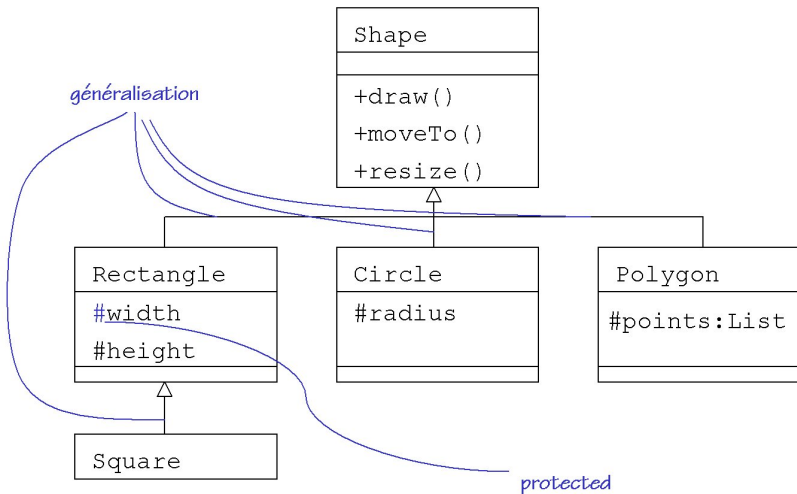 Shape
généralisation
+draw()
+moveTo()
+resize()
Rectangle
Circle
Polygon
#width
#height
#radius
#points:List
Square
protected